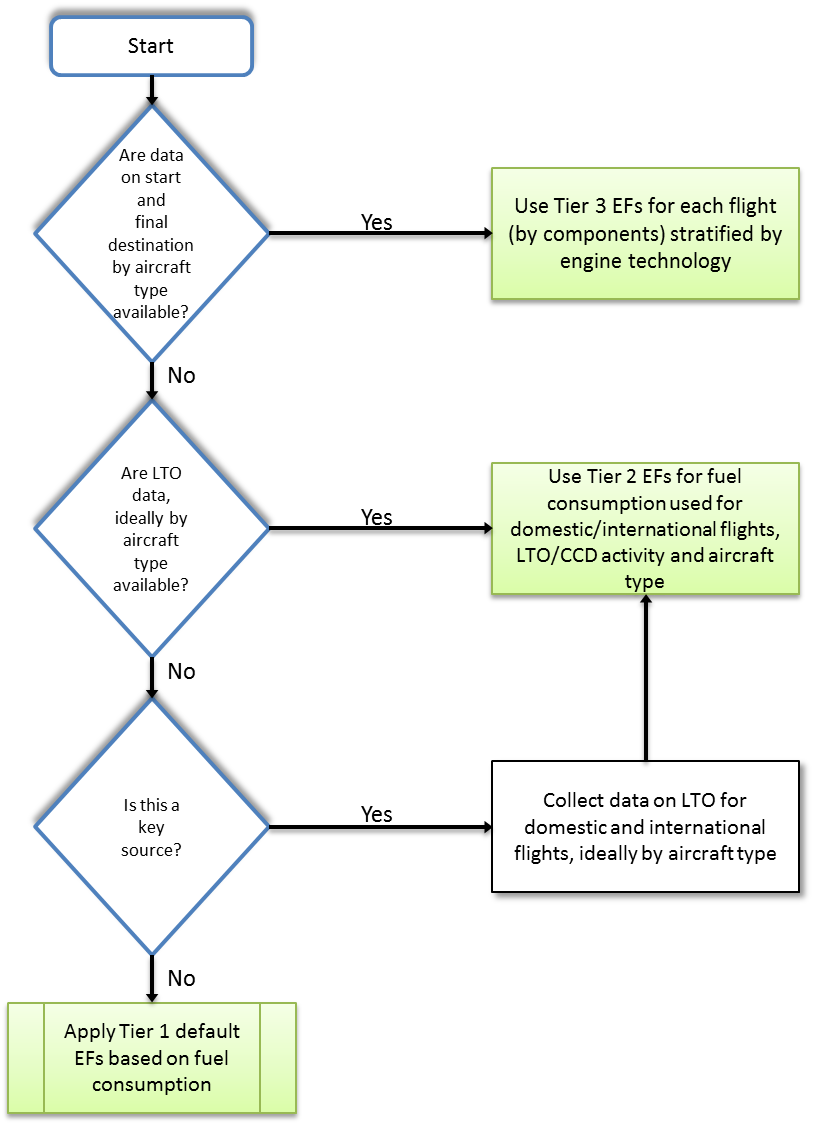 Start
Are data
on start
and
final
destination
by aircraft
type
available?
Yes
Use Tier 3 EFs for each flight
(by components) stratified by
engine technology
No
Are LTO
data,
ideally by
aircraft
type
available?
Yes
Use Tier 2 EFs for fuel
consumption used for
domestic/international flights,
LTO/CCD activity and aircraft
type
No
Is this a
key
source?
Yes
Collect data on LTO for
domestic and international
flights, ideally by aircraft type
No
Apply Tier 1 default
EFs based on fuel
consumption